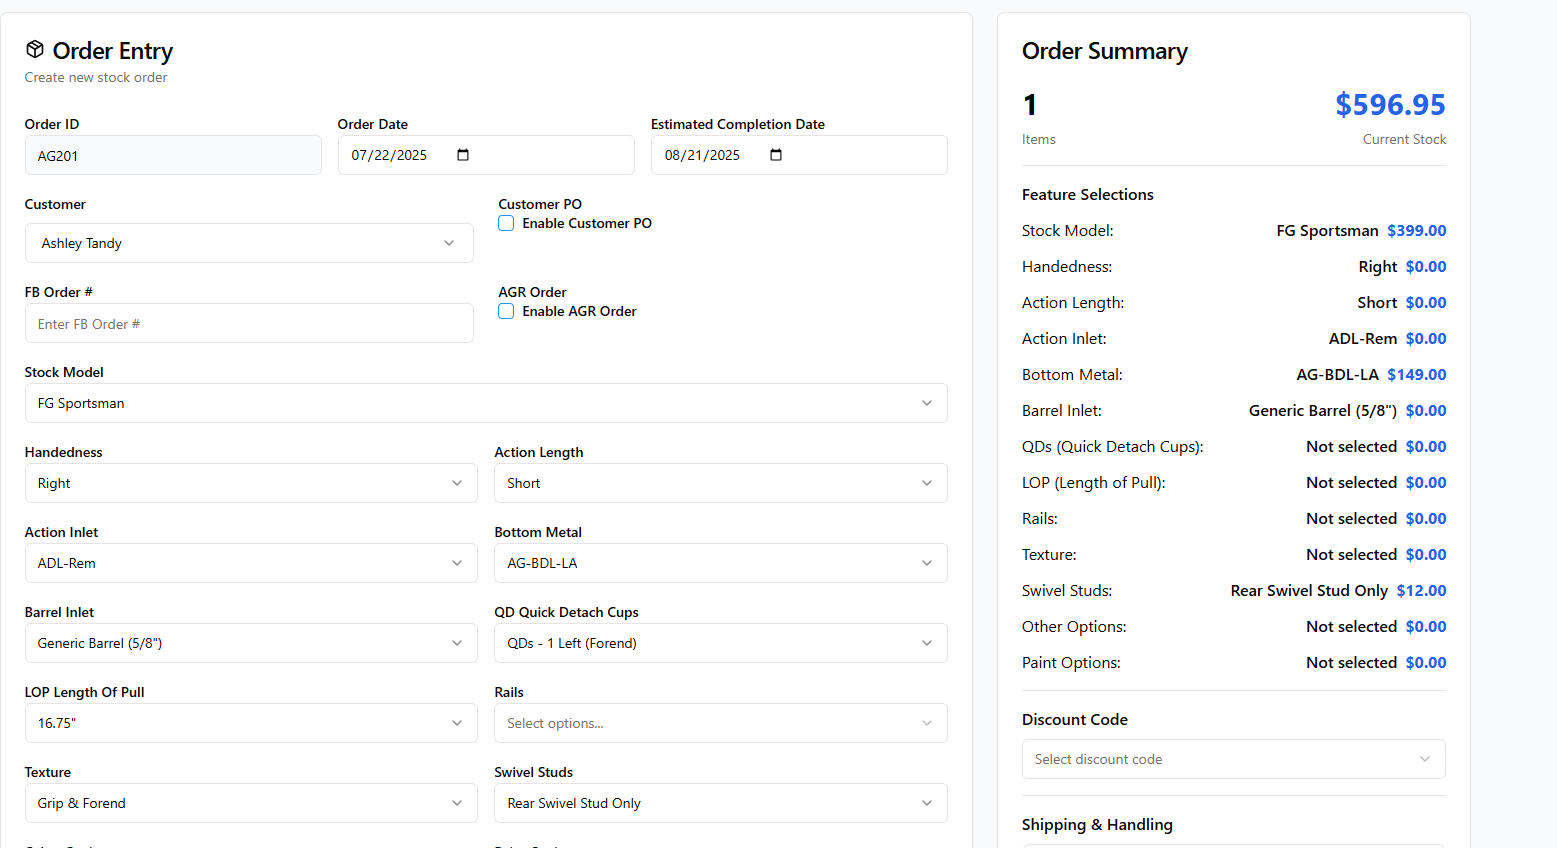 Order Entry
Create new stock order
Order ID
AG201
Order Date
07/22/2025
Estimated Completion Date
08/21/2025
Customer
Ashley Tandy
Customer PO
Enable Customer PO
FB Order #
Enter FB Order #
AGR Order
Enable AGR Order
Stock Model
FG Sportsman
Handedness
Right
Action Length
Short
Action Inlet
ADL-Rem
Bottom Metal
AG-BDL-LA
Barrel Inlet
Generic Barrel (5/8")
QD Quick Detach Cups
QDs - 1 Left (Forend)
LOP Length Of Pull
16.75"
Rails
Select options...
Texture
Grip & Forend
Swivel Studs
Rear Swivel Stud Only
Order Summary
1
Items
$596.95
Current Stock
Feature Selections
Stock Model: FG Sportsman $399.00
Handedness: Right $0.00
Action Length: Short $0.00
Action Inlet: ADL-Rem $0.00
Bottom Metal: AG-BDL-LA $149.00
Barrel Inlet: Generic Barrel (5/8") $0.00
QDs (Quick Detach Cups): Not selected $0.00
LOP (Length of Pull): Not selected $0.00
Rails: Not selected $0.00
Texture: Not selected $0.00
Swivel Studs: Rear Swivel Stud Only $12.00
Other Options: Not selected $0.00
Paint Options: Not selected $0.00
Discount Code
Select discount code
Shipping & Handling